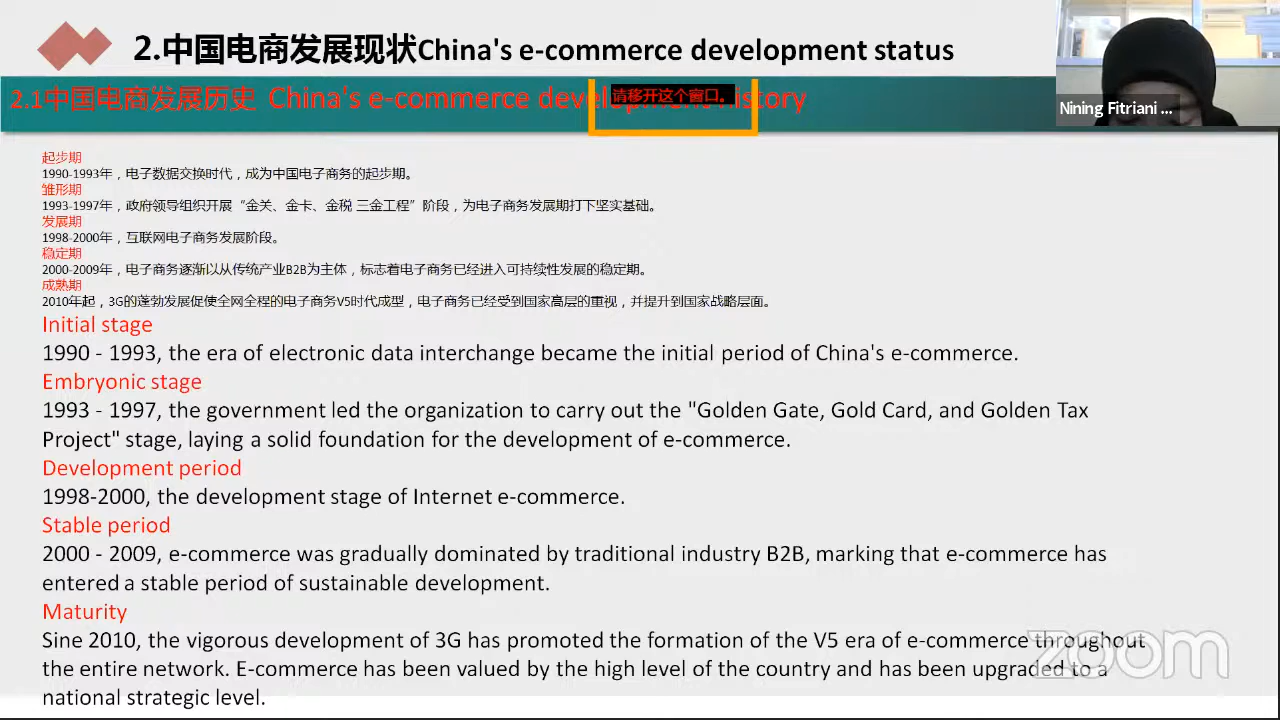 2.中国电商发展现状China's e-commerce development status
2.1中国电商发展历史 China's e-commerce development history
请移开这个窗口。
Nining Fitriani ...
起步期
1990-1993年，电子数据交换时代，成为中国电子商务的起步期。
雏形期
1993-1997年，政府领导组织开展“金关、金卡、金税 三金工程”阶段，为电子商务发展期打下坚实基础。
发展期
1998-2000年，互联网电子商务发展阶段。
稳定期
2000-2009年，电子商务逐渐以从传统产业B2B为主体，标志着电子商务已经进入可持续性发展的稳定期。
成熟期
2010年起，3G的蓬勃发展促使全网全程的电子商务V5时代成型，电子商务已经受到国家高层的重视，并提升到国家战略层面。
Initial stage
1990 - 1993, the era of electronic data interchange became the initial period of China's e-commerce.
Embryonic stage
1993 - 1997, the government led the organization to carry out the "Golden Gate, Gold Card, and Golden Tax
Project" stage, laying a solid foundation for the development of e-commerce.
Development period
1998-2000, the development stage of Internet e-commerce.
Stable period
2000 - 2009, e-commerce was gradually dominated by traditional industry B2B, marking that e-commerce has
entered a stable period of sustainable development.
Maturity
Sine 2010, the vigorous development of 3G has promoted the formation of the V5 era of e-commerce throughout
the entire network. E-commerce has been valued by the high level of the country and has been upgraded to a
national strategic level.
zoom